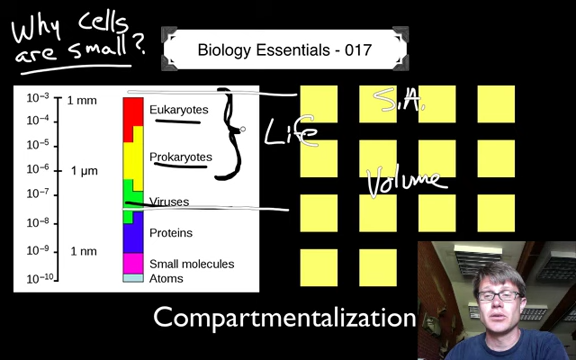 Why cells
are small?
Biology Essentials - 017
10⁻³
1 mm
Eukaryotes
10⁻⁴
10⁻⁵
Prokaryotes
10⁻⁶
1 μm
10⁻⁷
Viruses
10⁻⁸
Proteins
10⁻⁹
1 nm
Small molecules
10⁻¹⁰
Atoms
Life
S.A.
Volume
Compartmentalization